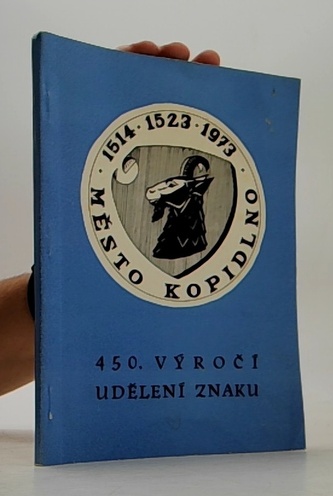 1514 · 1523 · 1973 ·
MĚSTO KOPIDLNO
450. VÝROČÍ
UDĚLENÍ ZNAKU